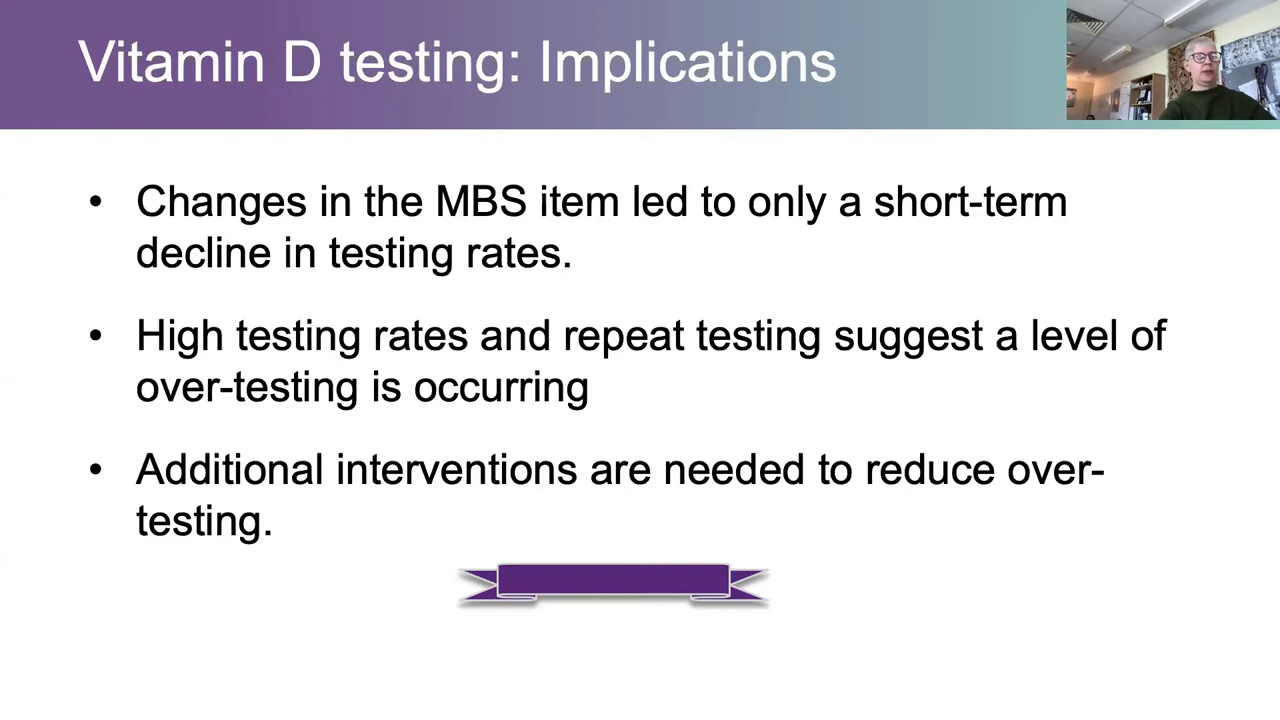 Vitamin D testing: Implications
• Changes in the MBS item led to only a short-term
decline in testing rates.
• High testing rates and repeat testing suggest a level of
over-testing is occurring
• Additional interventions are needed to reduce over-
testing.